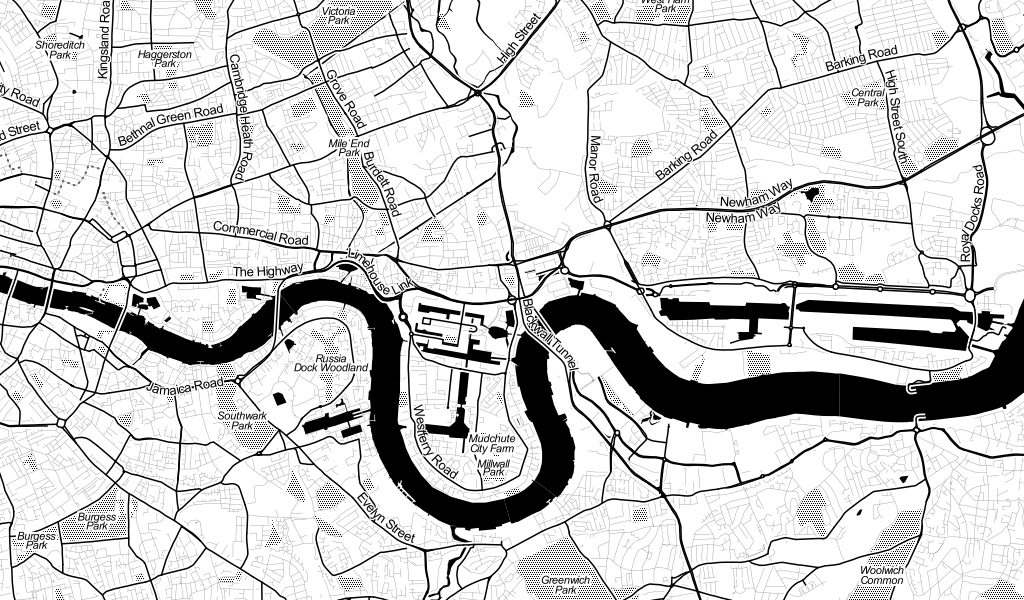 Victoria
Park
West Ham
Park
High Street
Kingsland Roa
Shoreditch
Park
Haggerston
Park
Barking Road
Cambridge Heath Road
Grove Road
High Street South
Central
Park
ty Road
d Street
Bethnal Green Road
Mile End
Park
Burdett Road
Manor Road
Barking Road
Newham Way
Newham Way
Royal Docks Road
Commercial Road
The Highway
Limehouse Link
Blackwall Tunnel
Russia
Dock Woodland
Jamaica Road
Southwark
Park
Westferry Road
Mudchute
City Farm
Millwall
Park
Evelyn Street
Burgess
Park
Burgess
Park
Greenwich
Park
Woolwich
Common